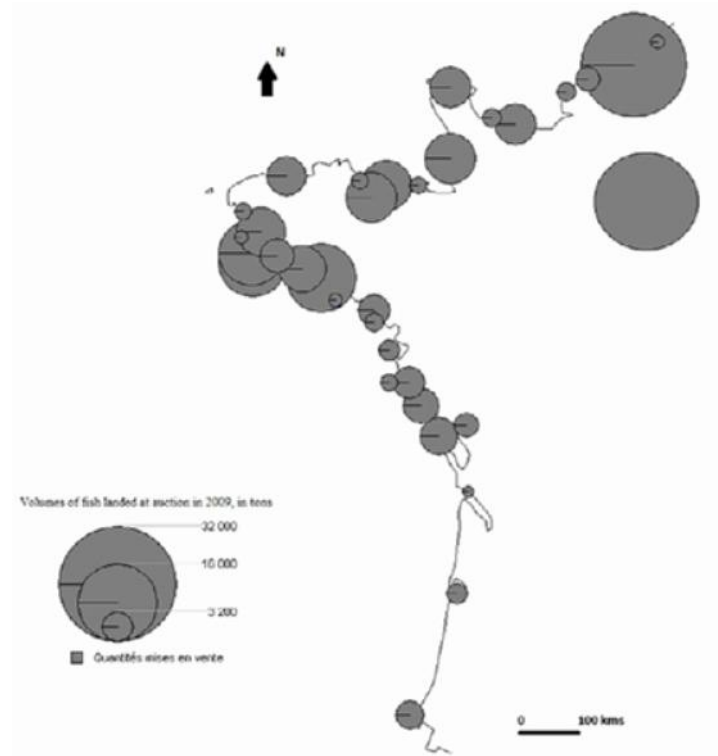 N
Volumes of fish landed at auction in 2009, in tons
32 000
16 000
3 200
Quantités mises en vente
0 100 kms